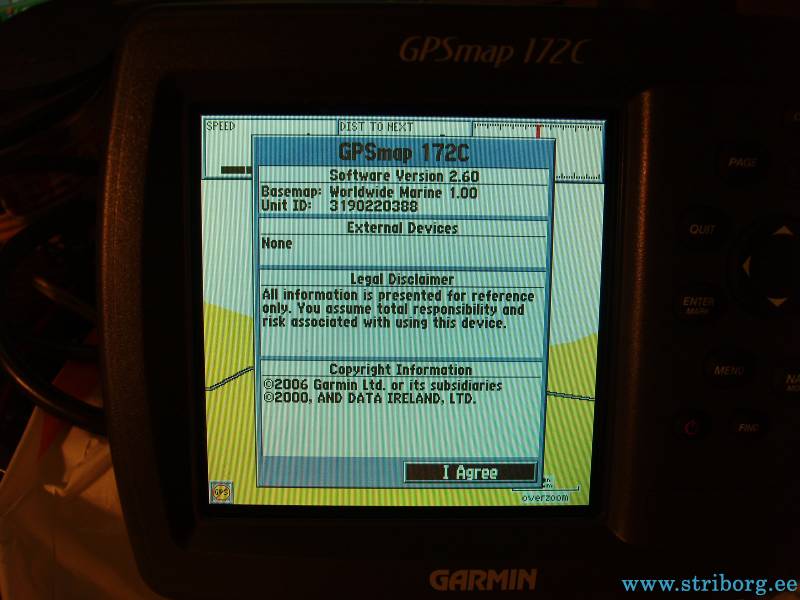 GPSmap 172C
SPEED
DIST TO NEXT
GPSmap 172C
Software Version 2.60
Basemap: Worldwide Marine 1.00
Unit ID: 3190220388
External Devices
None
Legal Disclaimer
All information is presented for reference
only. You assume total responsibility and
risk associated with using this device.
Copyright Information
©2006 Garmin Ltd. or its subsidiaries
©2000, AND DATA IRELAND, LTD.
I Agree
GPS
overzoom
PAGE
QUIT
ENTER
MARK
MENU
FIND
GARMIN
www.striborg.ee